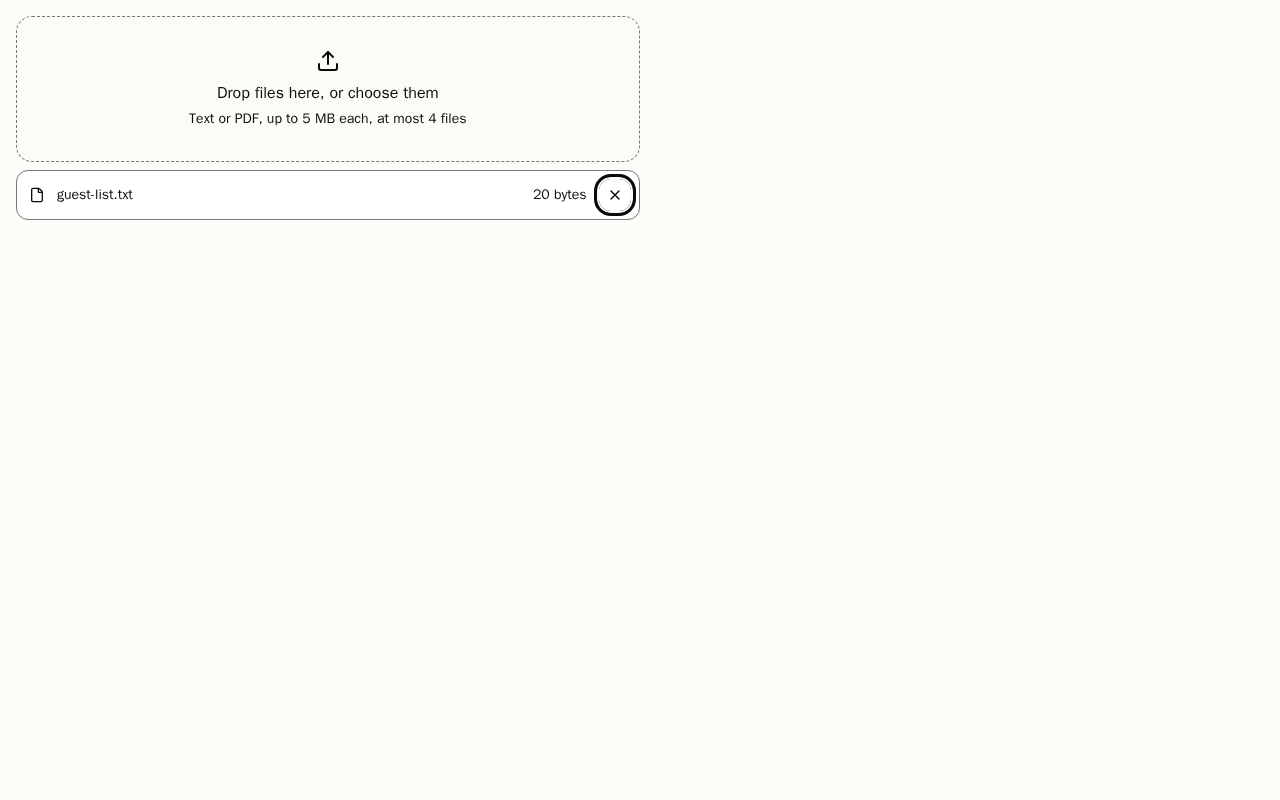 Drop files here, or choose them
Text or PDF, up to 5 MB each, at most 4 files
guest-list.txt 20 bytes